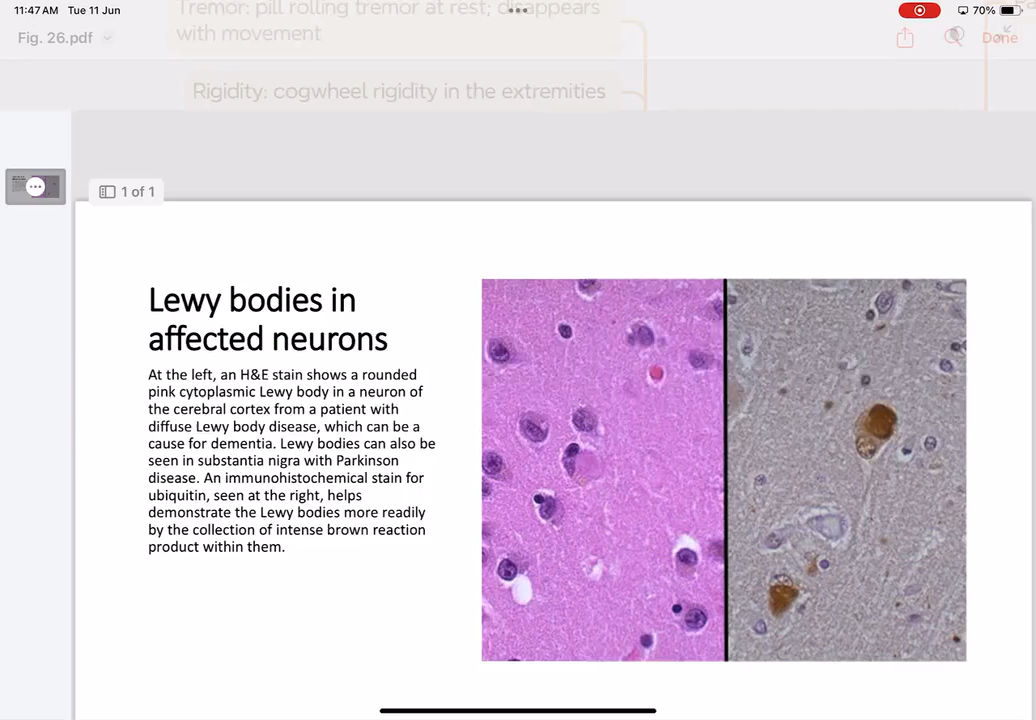 11:47 AM Tue 11 Jun
70%
Tremor: pill rolling tremor at rest; disappears
with movement
Fig. 26.pdf
Done
Rigidity: cogwheel rigidity in the extremities
1 of 1
Lewy bodies in
affected neurons
At the left, an H&E stain shows a rounded
pink cytoplasmic Lewy body in a neuron of
the cerebral cortex from a patient with
diffuse Lewy body disease, which can be a
cause for dementia. Lewy bodies can also be
seen in substantia nigra with Parkinson
disease. An immunohistochemical stain for
ubiquitin, seen at the right, helps
demonstrate the Lewy bodies more readily
by the collection of intense brown reaction
product within them.